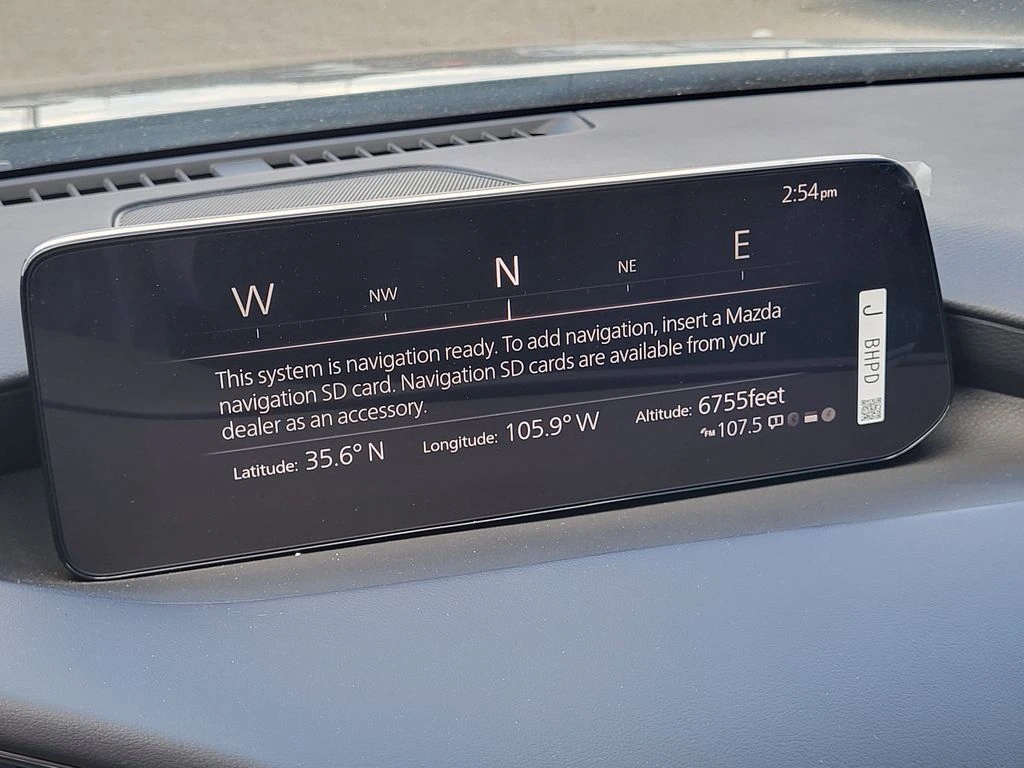 2:54pm
W NW N NE E
This system is navigation ready. To add navigation, insert a Mazda
navigation SD card. Navigation SD cards are available from your
dealer as an accessory.
Latitude: 35.6° N Longitude: 105.9° W Altitude: 6755feet
FM 107.5
J BHPD